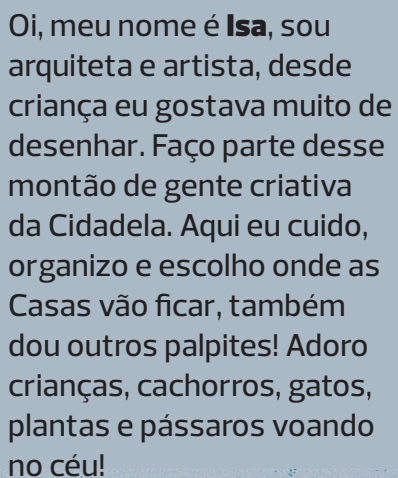 Oi, meu nome é Isa, sou
arquiteta e artista, desde
criança eu gostava muito de
desenhar. Faço parte desse
montão de gente criativa
da Cidadela. Aqui eu cuido,
organizo e escolho onde as
Casas vão ficar, também
dou outros palpites! Adoro
crianças, cachorros, gatos,
plantas e pássaros voando
no céu!